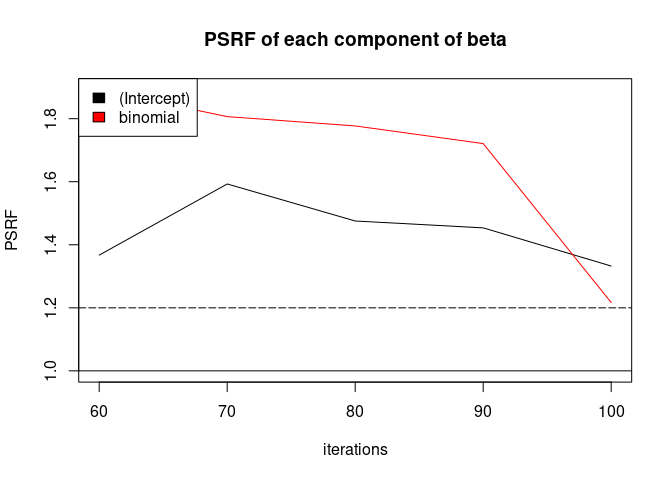 PSRF of each component of beta
(Intercept)
binomial
PSRF
1.8
1.6
1.4
1.2
1.0
60 70 80 90 100
iterations